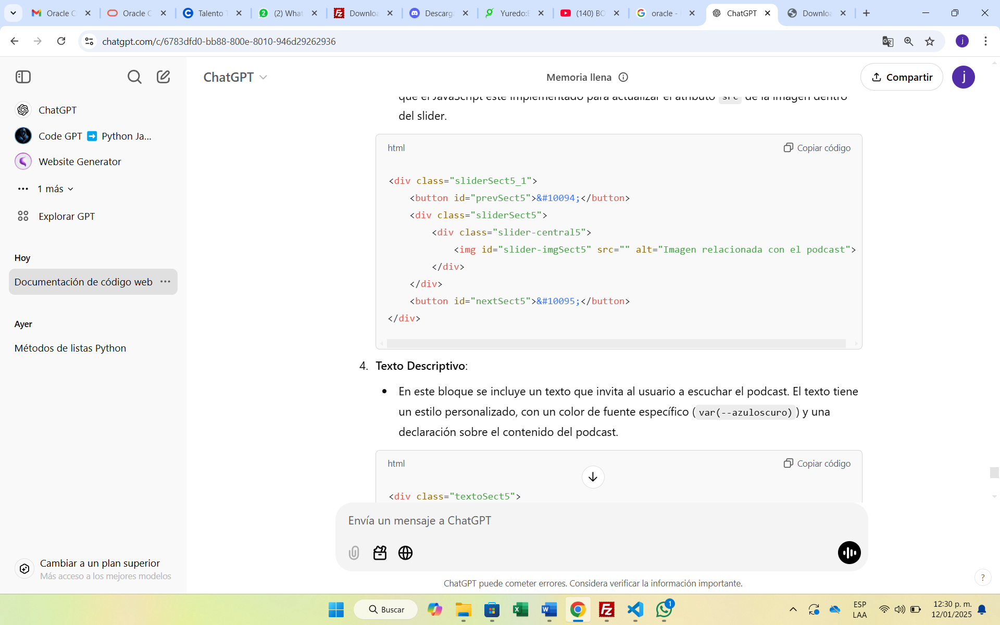 Oracle C
Oracle C
Talento T
(2) What
Downloa
Descarga
Yuredo:E
(140) BO
oracle -
ChatGPT
Downloa
chatgpt.com/c/6783dfd0-bb88-800e-8010-946d29262936
j
ChatGPT
Memoria llena
Compartir
j
ChatGPT
Code GPT ➡️ Python Ja...
Website Generator
1 más
Explorar GPT
Hoy
Documentación de código web
Ayer
Métodos de listas Python
Cambiar a un plan superior
Más acceso a los mejores modelos
que el JavaScript esté implementado para actualizar el atributo src de la imagen dentro
del slider.
html
Copiar código
<div class="sliderSect5_1">
<button id="prevSect5">&#10094;</button>
<div class="sliderSect5">
<div class="slider-central5">
<img id="slider-imgSect5" src="" alt="Imagen relacionada con el podcast">
</div>
</div>
<button id="nextSect5">&#10095;</button>
</div>
4. Texto Descriptivo:
• En este bloque se incluye un texto que invita al usuario a escuchar el podcast. El texto tiene
un estilo personalizado, con un color de fuente específico (var(--azuloscuro)) y una
declaración sobre el contenido del podcast.
html
Copiar código
<div class="textoSect5">
Envía un mensaje a ChatGPT
ChatGPT puede cometer errores. Considera verificar la información importante.
?
Buscar
1
ESP
LAA
12:30 p. m.
12/01/2025